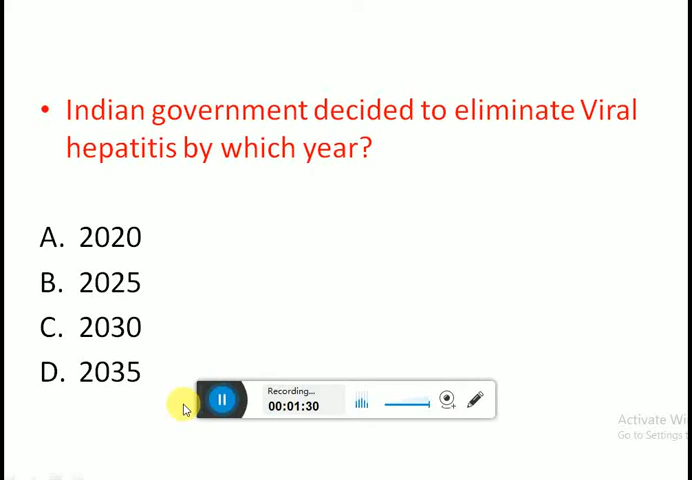 • Indian government decided to eliminate Viral
hepatitis by which year?
A. 2020
B. 2025
C. 2030
D. 2035
Recording...
00:01:30
Activate Wi
Go to Settings t